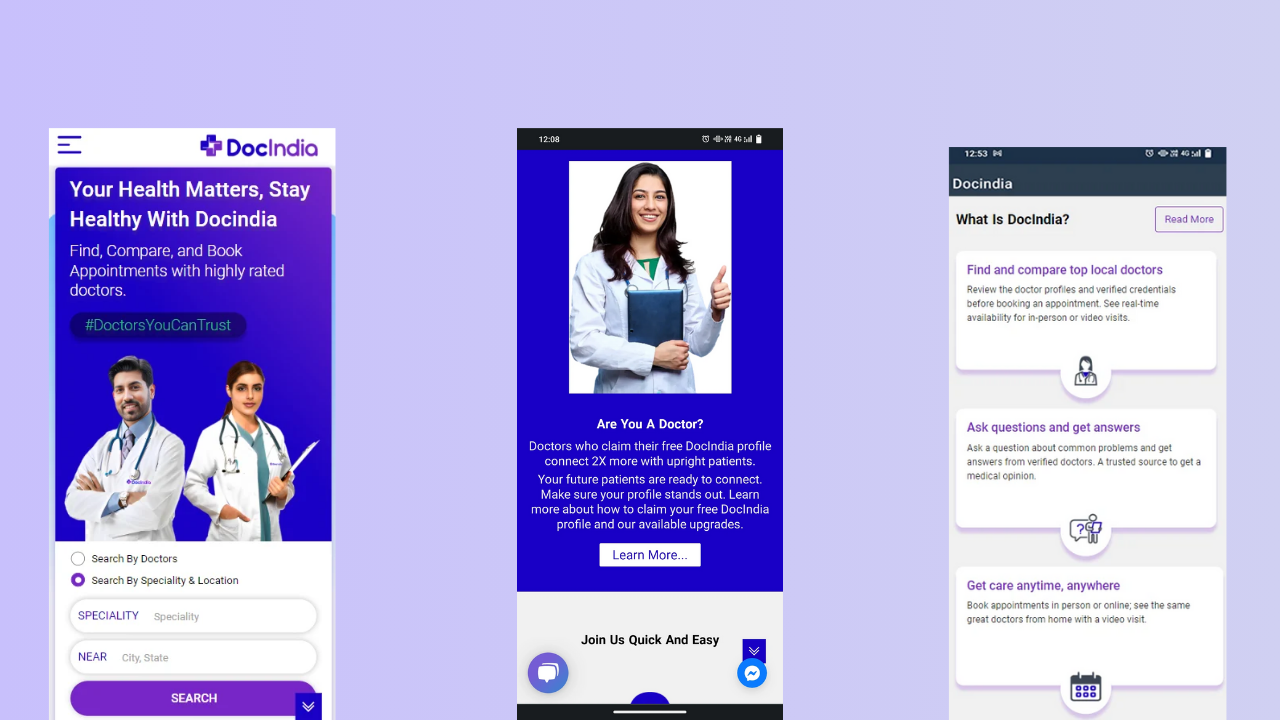 DocIndia
Your Health Matters, Stay
Healthy With Docindia
Find, Compare, and Book
Appointments with highly rated
doctors.
#DoctorsYouCanTrust
DocIndia
Search By Doctors
Search By Speciality & Location
SPECIALITY Speciality
NEAR City, State
SEARCH
12:08 4G
Are You A Doctor?
Doctors who claim their free DocIndia profile
connect 2X more with upright patients.
Your future patients are ready to connect.
Make sure your profile stands out. Learn
more about how to claim your free DocIndia
profile and our available upgrades.
Learn More...
Join Us Quick And Easy
12:53 4G
Docindia
What Is DocIndia? Read More
Find and compare top local doctors
Review the doctor profiles and verified credentials
before booking an appointment. See real-time
availability for in-person or video visits.
Ask questions and get answers
Ask a question about common problems and get
answers from verified doctors. A trusted source to get a
medical opinion.
?
Get care anytime, anywhere
Book appointments in person or online; see the same
great doctors from home with a video visit.